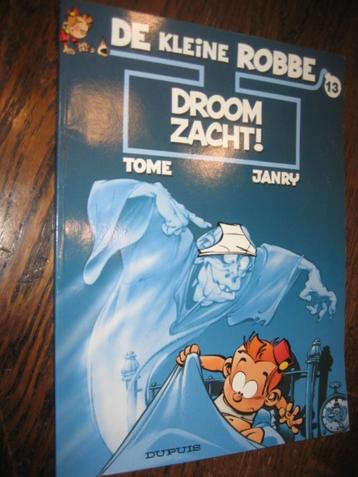 DE KLEINE ROBBE
13
DROOM
ZACHT!
TOME JANRY
DUPUIS